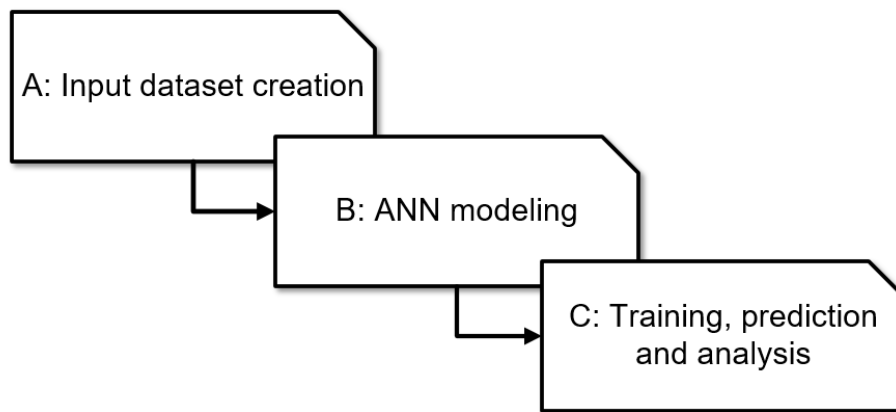 A: Input dataset creation
B: ANN modeling
C: Training, prediction
and analysis